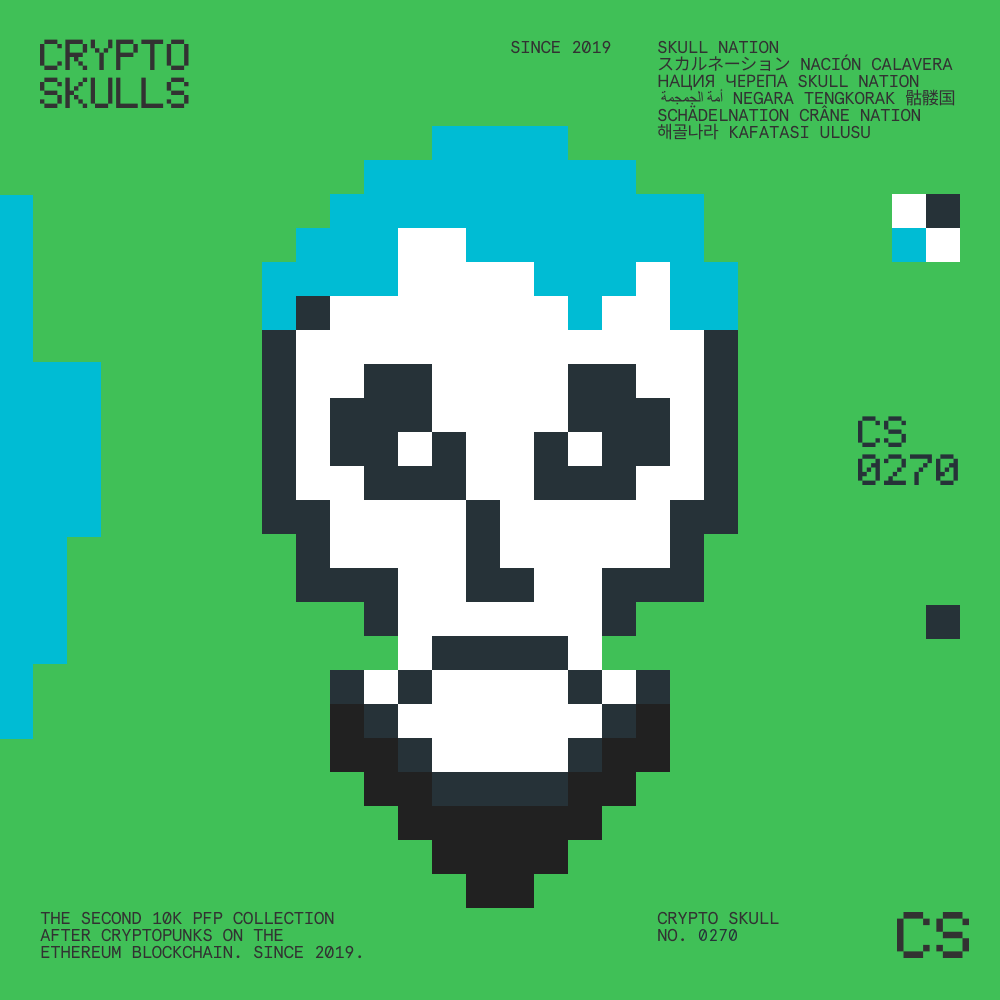 CRYPTO
SKULLS
SINCE 2019
SKULL NATION
スカルネーション NACIÓN CALAVERA
НАЦИЯ ЧЕРЕПА SKULL NATION
أمة الجمجمة NEGARA TENGKORAK 骷髅国
SCHÄDELNATION CRÂNE NATION
해골나라 KAFATASI ULUSU
CS
0270
THE SECOND 10K PFP COLLECTION
AFTER CRYPTOPUNKS ON THE
ETHEREUM BLOCKCHAIN. SINCE 2019.
CRYPTO SKULL
NO. 0270
CS